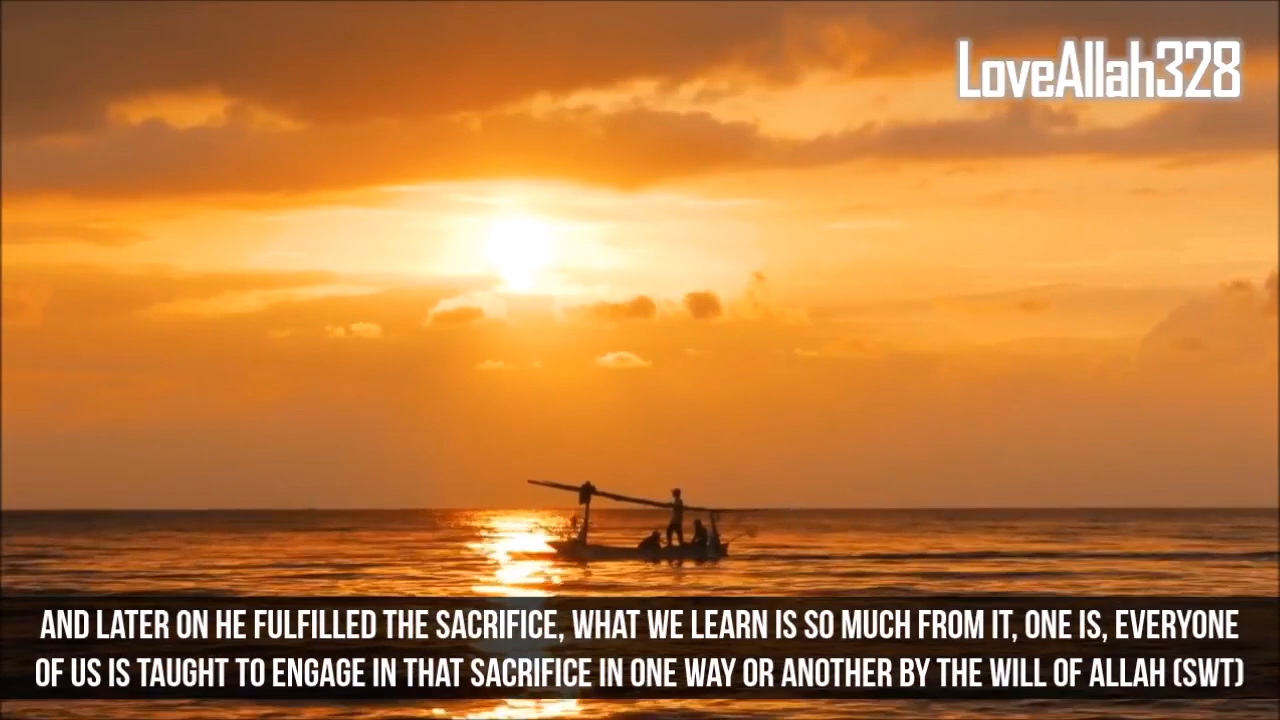 LoveAllah328
AND LATER ON HE FULFILLED THE SACRIFICE, WHAT WE LEARN IS SO MUCH FROM IT, ONE IS, EVERYONE
OF US IS TAUGHT TO ENGAGE IN THAT SACRIFICE IN ONE WAY OR ANOTHER BY THE WILL OF ALLAH (SWT)